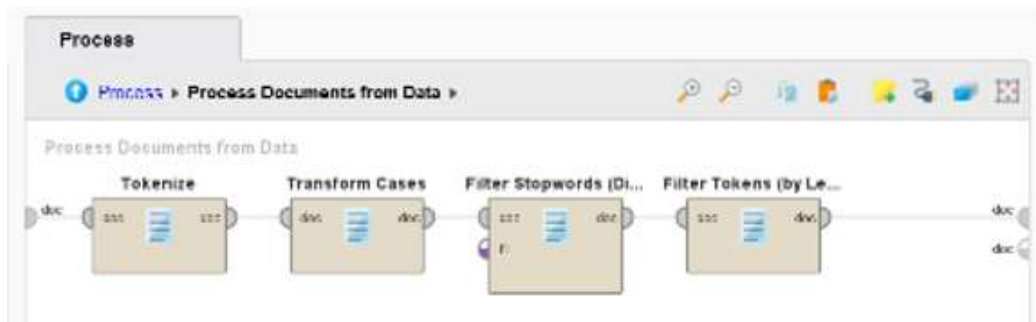 Process
Process ▸ Process Documents from Data ▸
Process Documents from Data
Tokenize Transform Cases Filter Stopwords (Di... Filter Tokens (by Le...
doc doc doc doc doc doc doc
doc